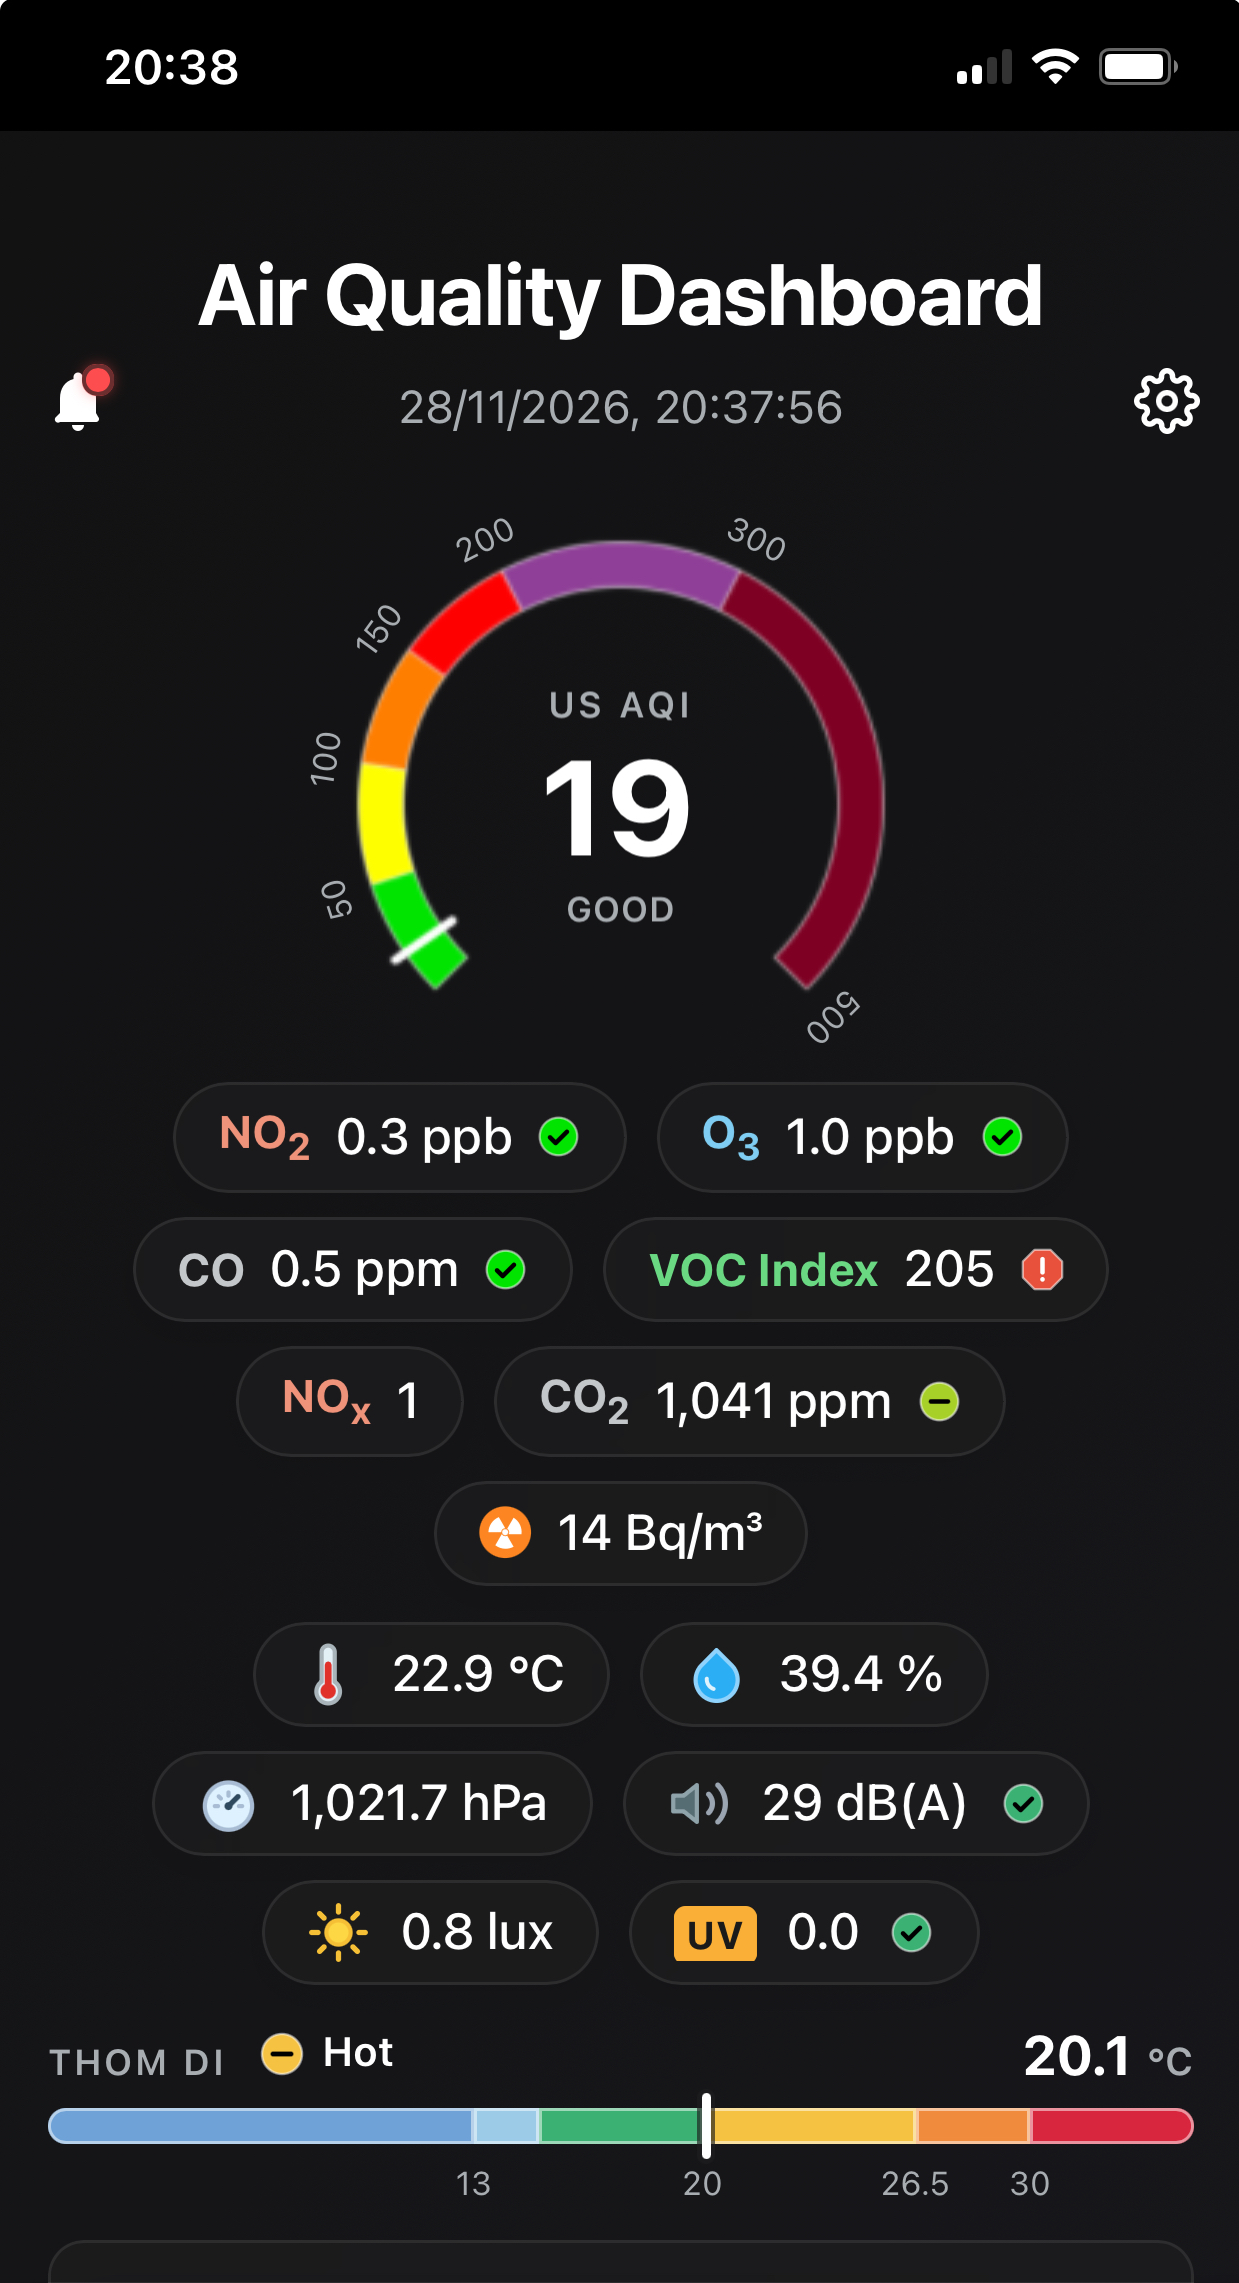 20:38
Air Quality Dashboard
28/11/2026, 20:37:56
200
300
150
100
50
500
US AQI
19
GOOD
NO₂ 0.3 ppb
O₃ 1.0 ppb
CO 0.5 ppm
VOC Index 205
NOₓ 1
CO₂ 1,041 ppm
14 Bq/m³
22.9 °C
39.4 %
1,021.7 hPa
29 dB(A)
0.8 lux
UV 0.0
THOM DI Hot 20.1 °C
13 20 26.5 30